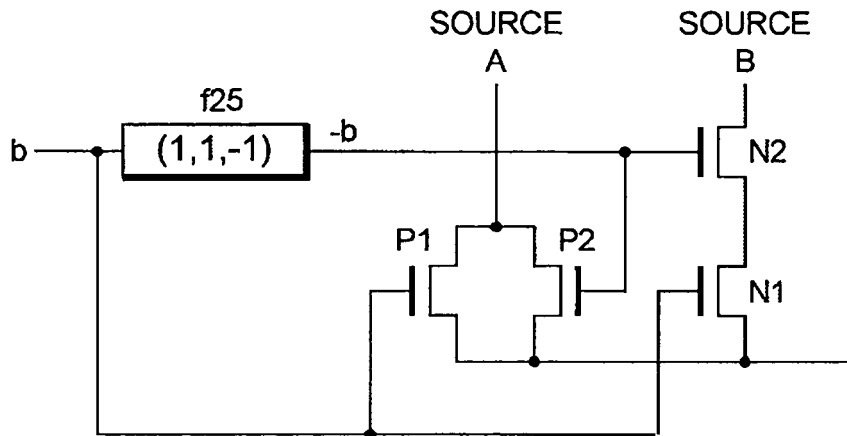 SOURCE
A
SOURCE
B
f25
b
(1,1,-1)
-b
N2
P1
P2
N1